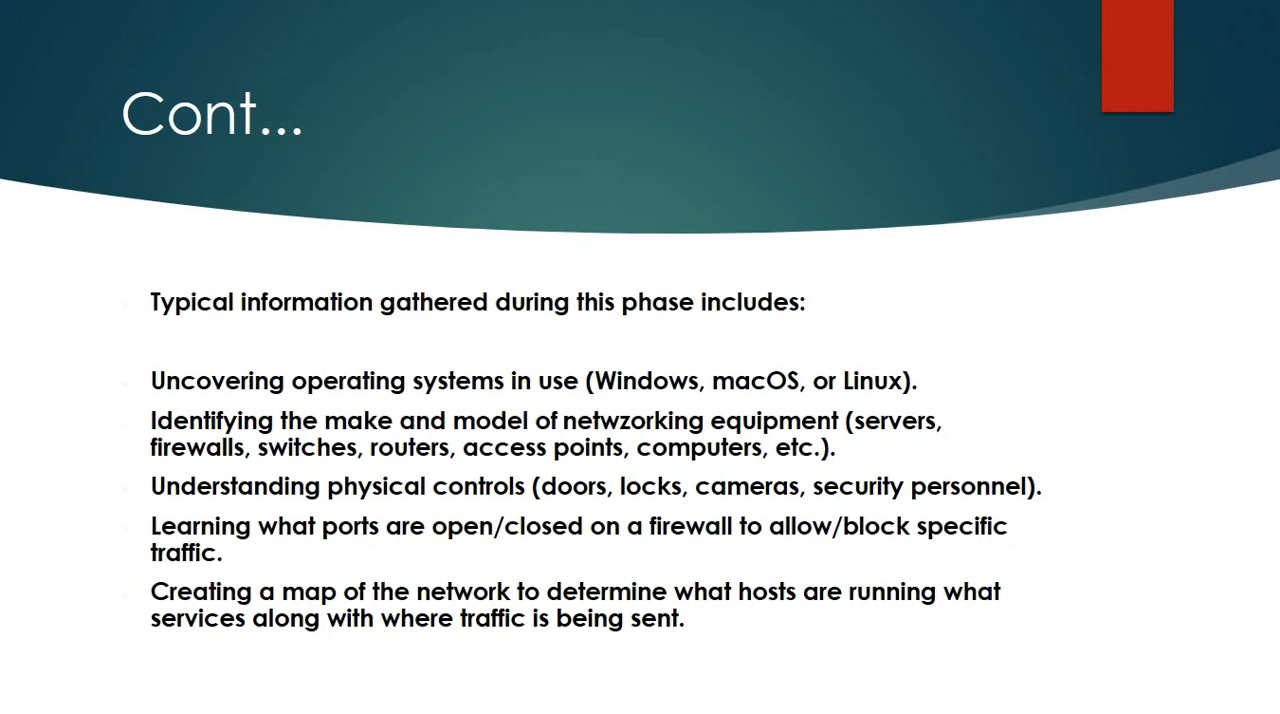 Cont...
Typical information gathered during this phase includes:
Uncovering operating systems in use (Windows, macOS, or Linux).
Identifying the make and model of netwzorking equipment (servers,
firewalls, switches, routers, access points, computers, etc.).
Understanding physical controls (doors, locks, cameras, security personnel).
Learning what ports are open/closed on a firewall to allow/block specific
traffic.
Creating a map of the network to determine what hosts are running what
services along with where traffic is being sent.